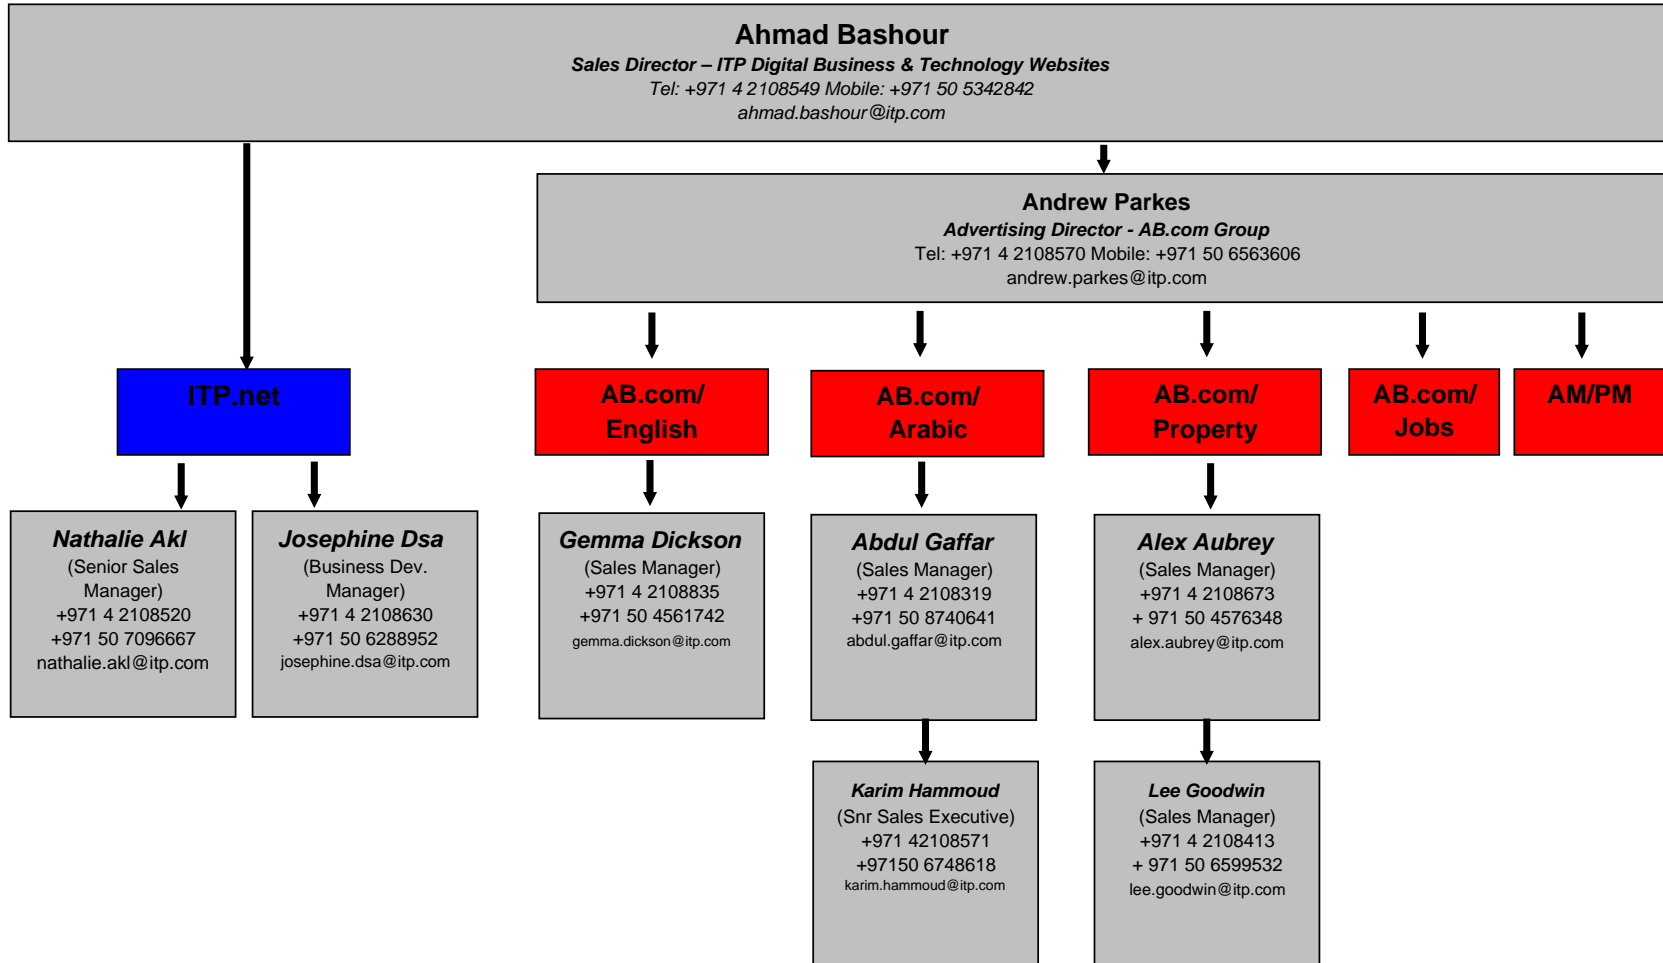 Ahmad Bashour
Sales Director – ITP Digital Business & Technology Websites
Tel: +971 4 2108549 Mobile: +971 50 5342842
ahmad.bashour@itp.com
Andrew Parkes
Advertising Director - AB.com Group
Tel: +971 4 2108570 Mobile: +971 50 6563606
andrew.parkes@itp.com
ITP.net
AB.com/
English
AB.com/
Arabic
AB.com/
Property
AB.com/
Jobs
AM/PM
Nathalie Akl
(Senior Sales
Manager)
+971 4 2108520
+971 50 7096667
nathalie.akl@itp.com
Josephine Dsa
(Business Dev.
Manager)
+971 4 2108630
+971 50 6288952
josephine.dsa@itp.com
Gemma Dickson
(Sales Manager)
+971 4 2108835
+971 50 4561742
gemma.dickson@itp.com
Abdul Gaffar
(Sales Manager)
+971 4 2108319
+971 50 8740641
abdul.gaffar@itp.com
Alex Aubrey
(Sales Manager)
+971 4 2108673
+ 971 50 4576348
alex.aubrey@itp.com
Karim Hammoud
(Snr Sales Executive)
+971 42108571
+97150 6748618
karim.hammoud@itp.com
Lee Goodwin
(Sales Manager)
+971 4 2108413
+ 971 50 6599532
lee.goodwin@itp.com